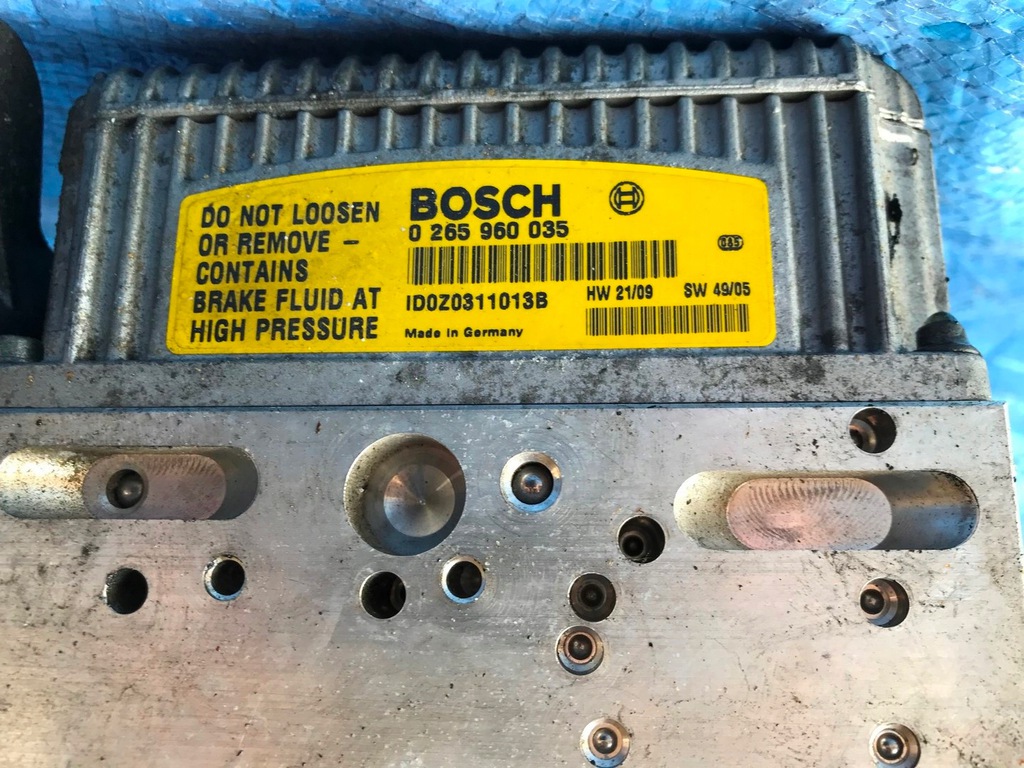 DO NOT LOOSEN
OR REMOVE –
CONTAINS
BRAKE FLUID AT
HIGH PRESSURE
BOSCH
0 265 960 035
ID0Z0311013B
HW 21/09 SW 49/05
Made in Germany